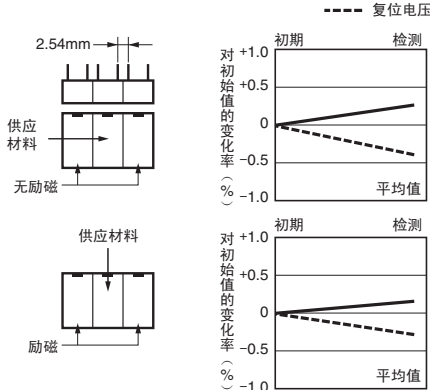 复位电压
2.54mm
供应
材料
无励磁
对初始值的变化率（%）
初期
检测
+1.0
+0.5
0
−0.5
−1.0
平均值
供应材料
励磁
对初始值的变化率（%）
初期
检测
+1.0
+0.5
0
−0.5
−1.0
平均值